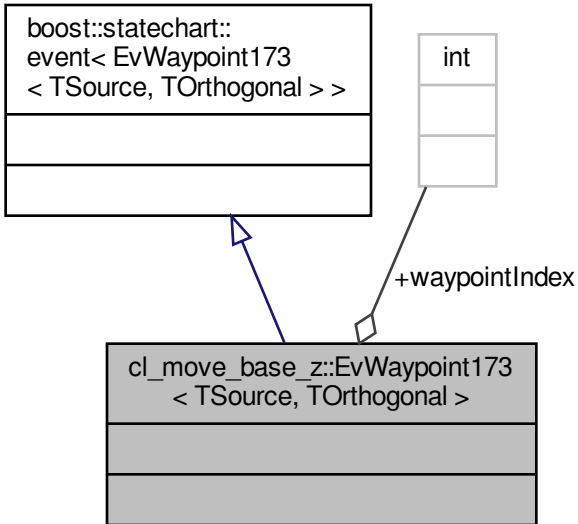 boost::statechart::
event< EvWaypoint173
< TSource, TOrthogonal > >
int
+waypointIndex
cl_move_base_z::EvWaypoint173
< TSource, TOrthogonal >